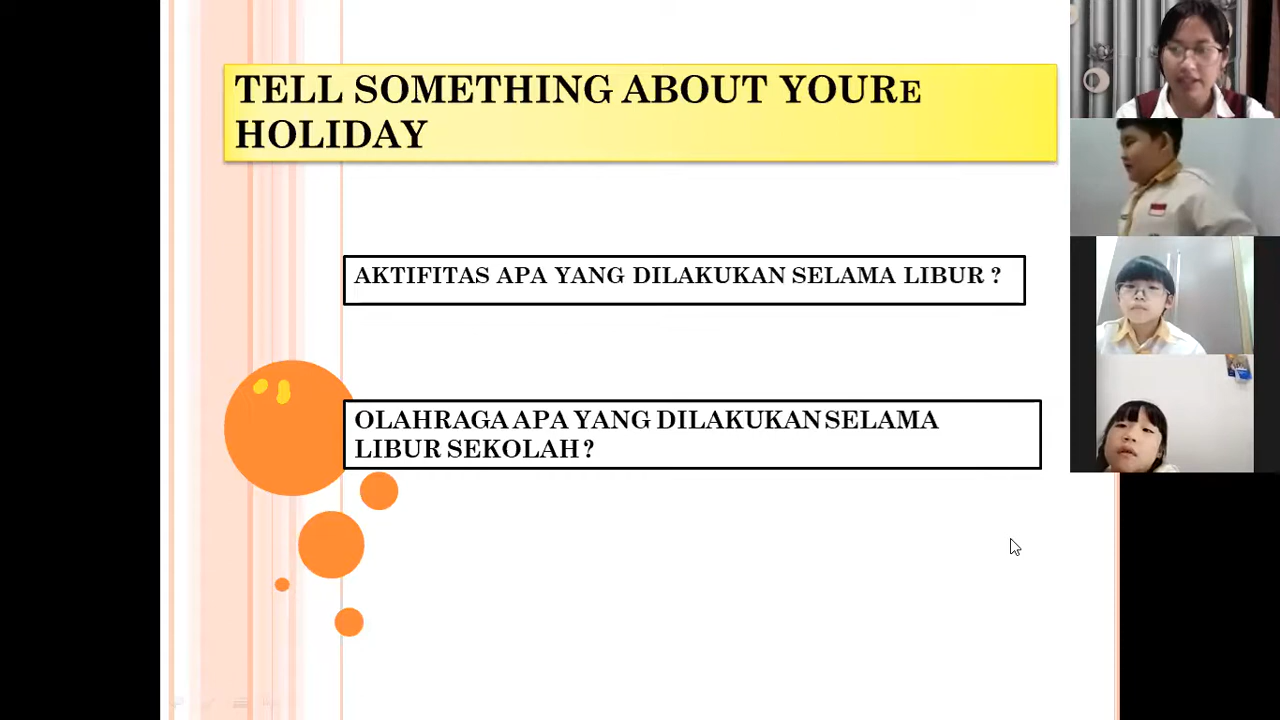 TELL SOMETHING ABOUT YOURE
HOLIDAY
AKTIFITAS APA YANG DILAKUKAN SELAMA LIBUR ?
OLAHRAGA APA YANG DILAKUKAN SELAMA
LIBUR SEKOLAH ?